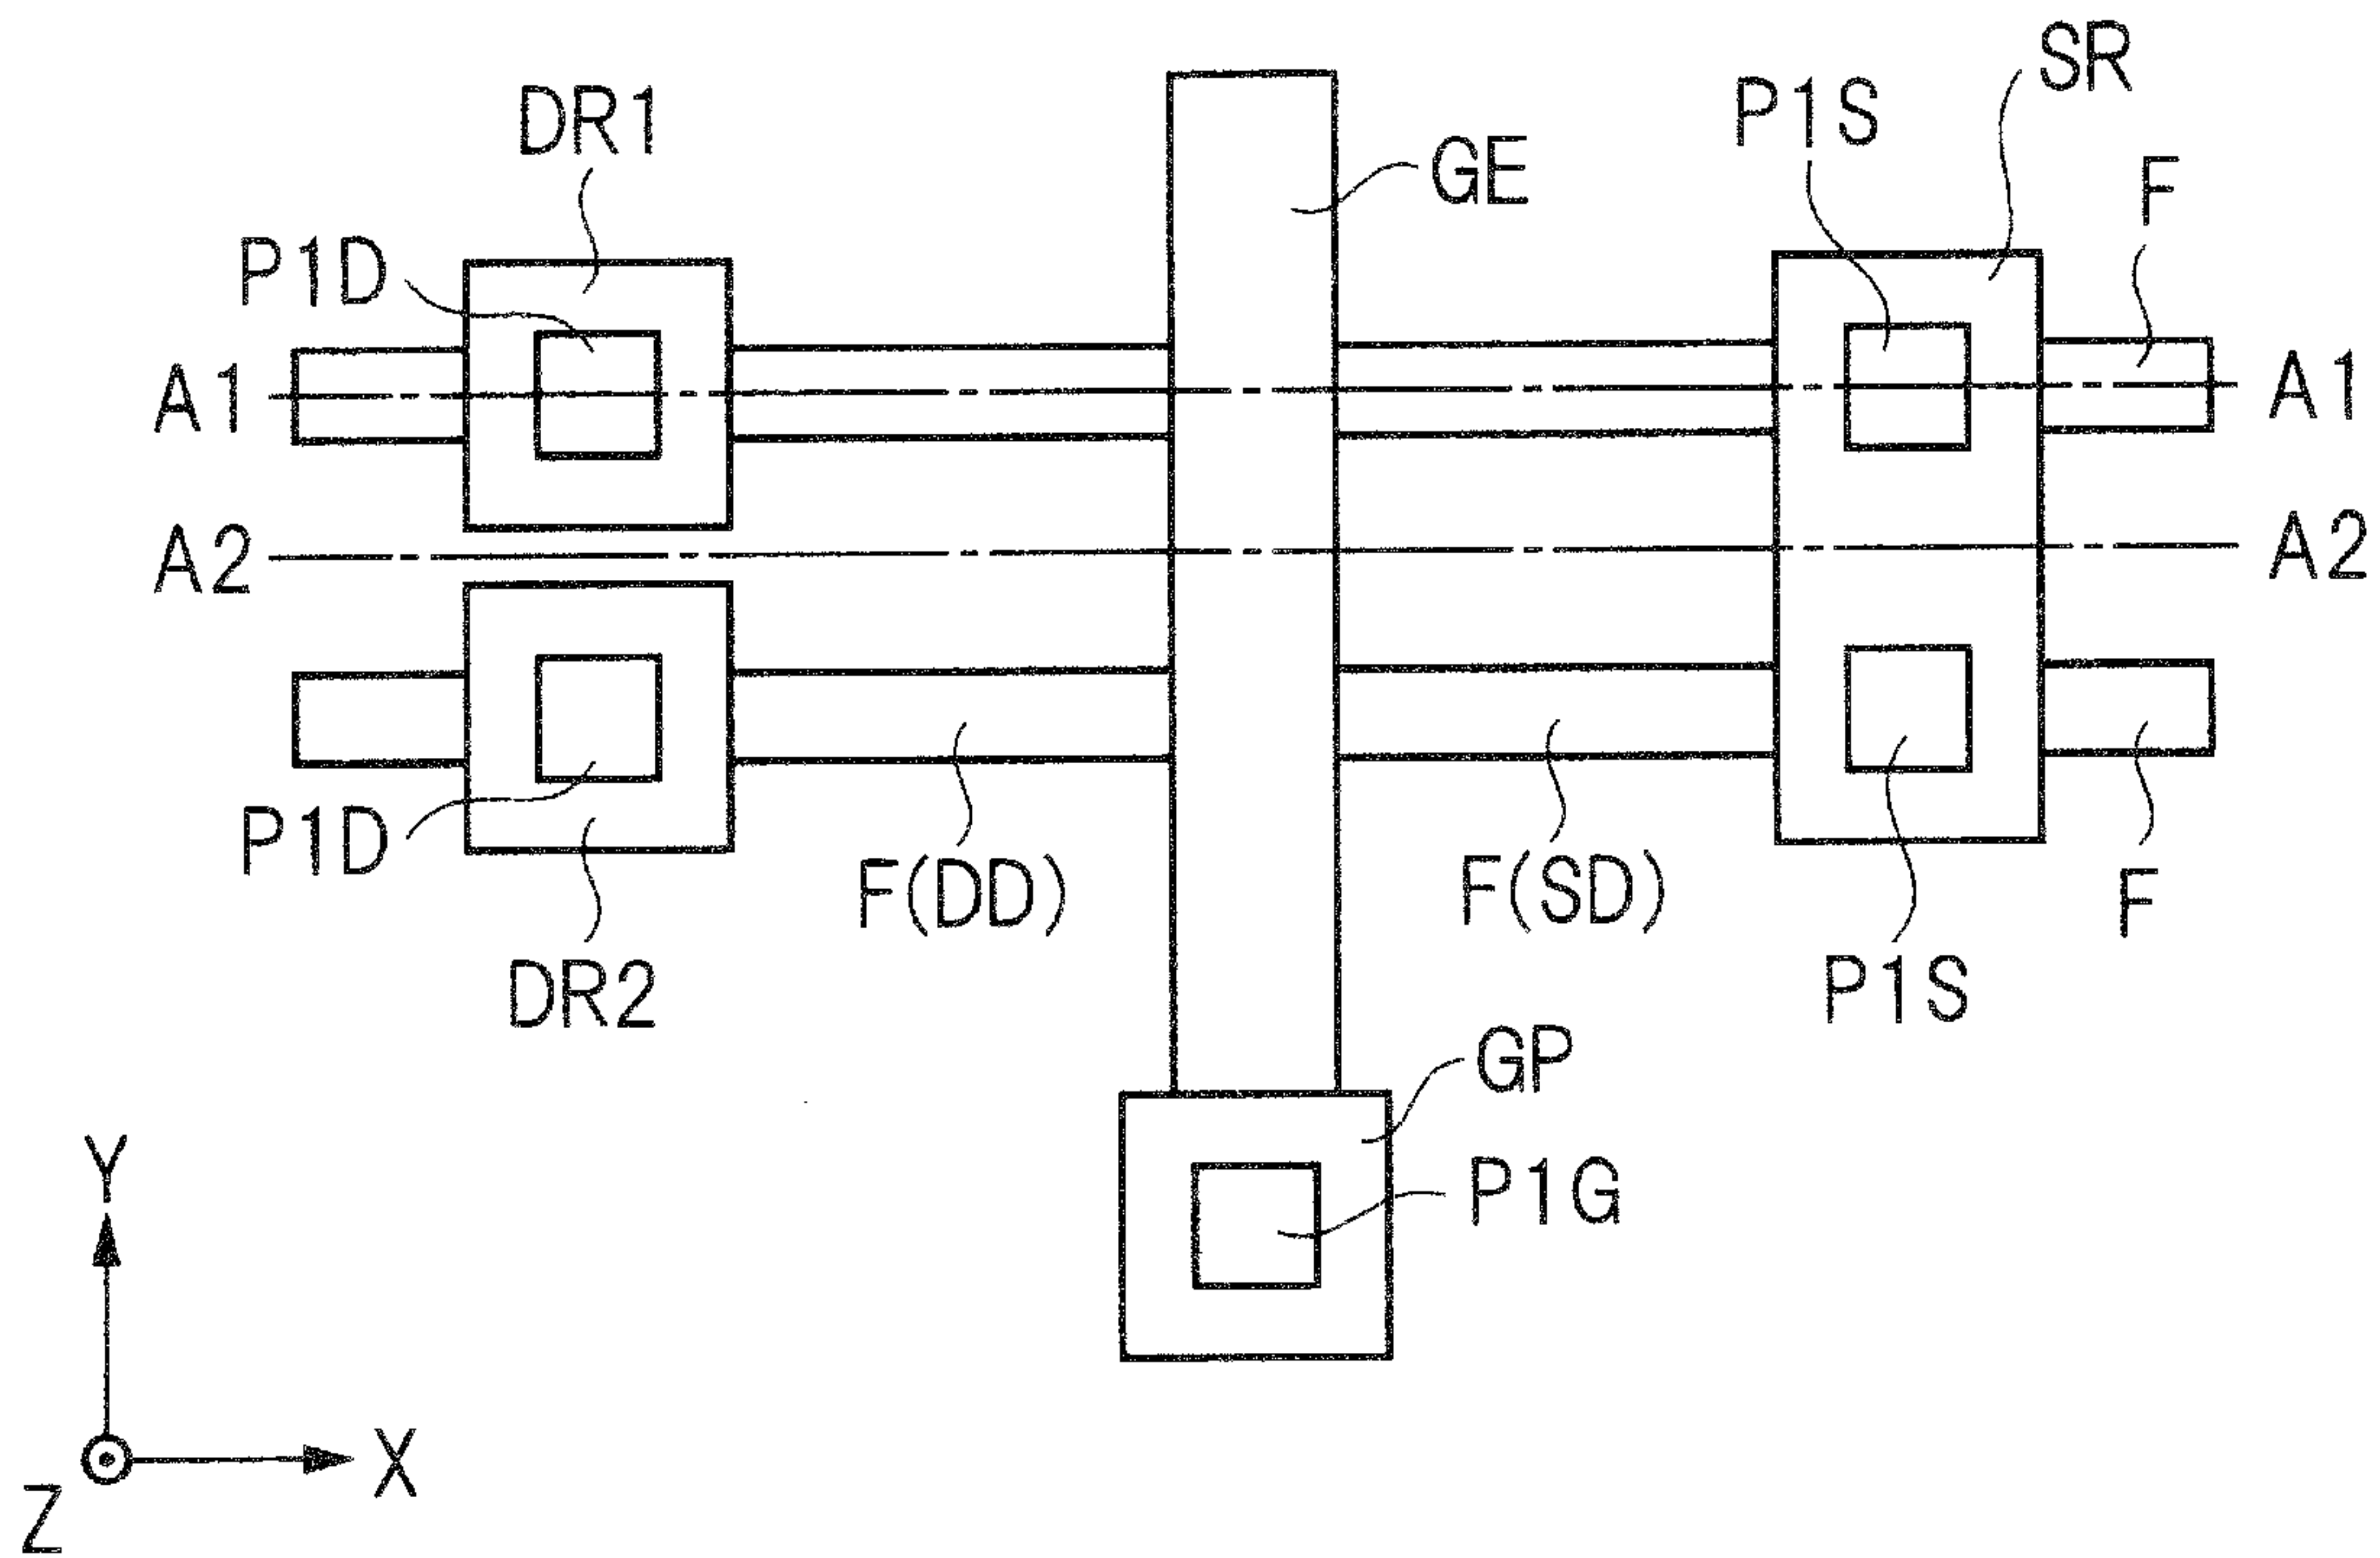 SR
P1S
DR1
GE
F
P1D
A1
A1
A2
A2
P1D
F(DD)
F(SD)
F
DR2
P1S
GP
Y
P1G
X
Z